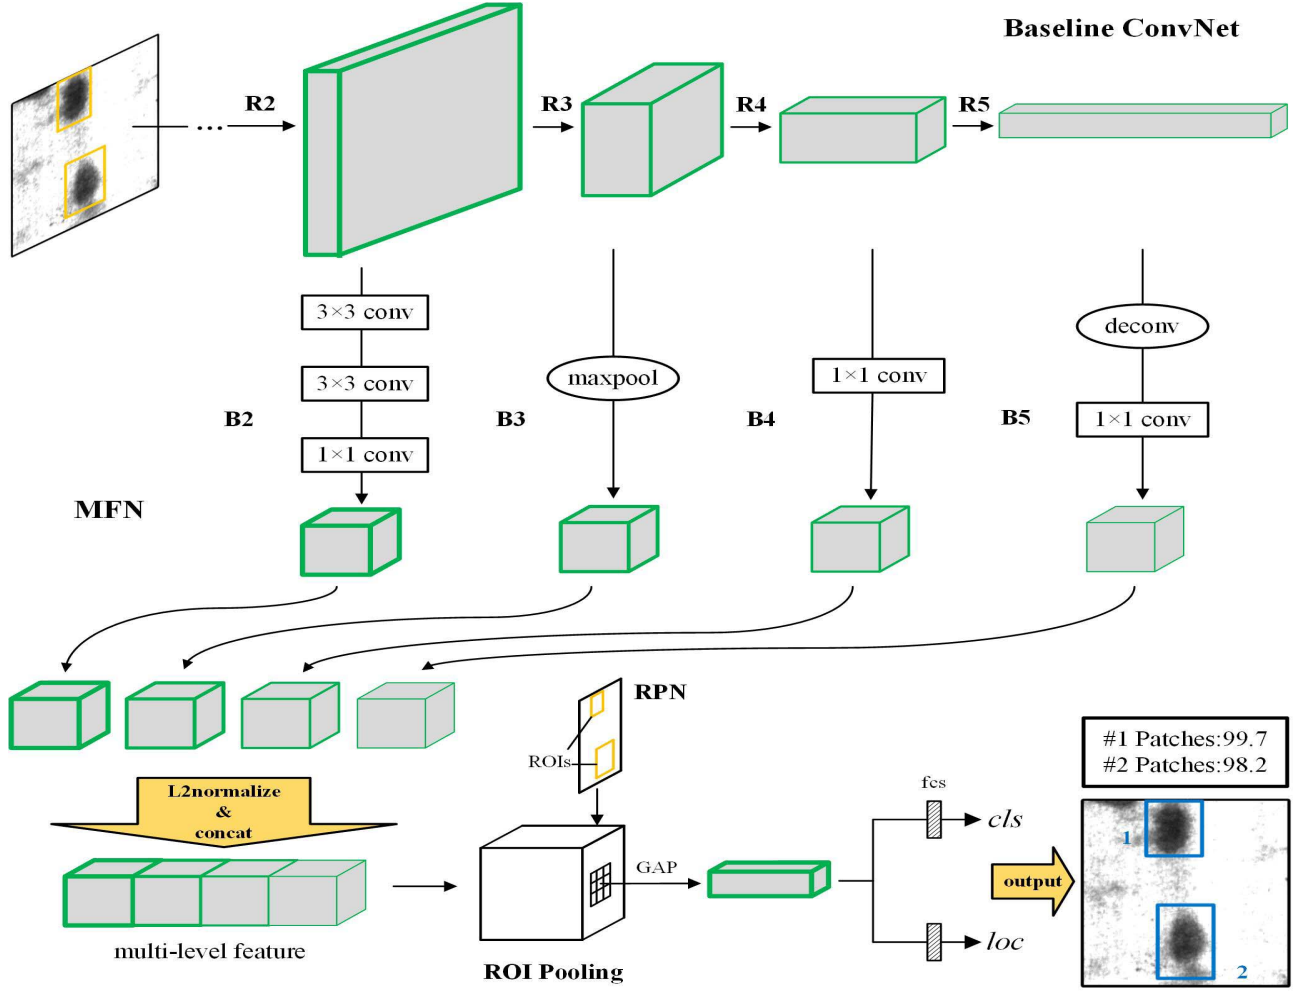 Baseline ConvNet
R2
R3
R4
R5
...
3×3 conv
3×3 conv
1×1 conv
maxpool
1×1 conv
deconv
1×1 conv
B2
B3
B4
B5
MFN
RPN
ROIs
L2normalize
&
concat
multi-level feature
ROI Pooling
GAP
fcs
cls
loc
output
#1 Patches:99.7
#2 Patches:98.2
1
2